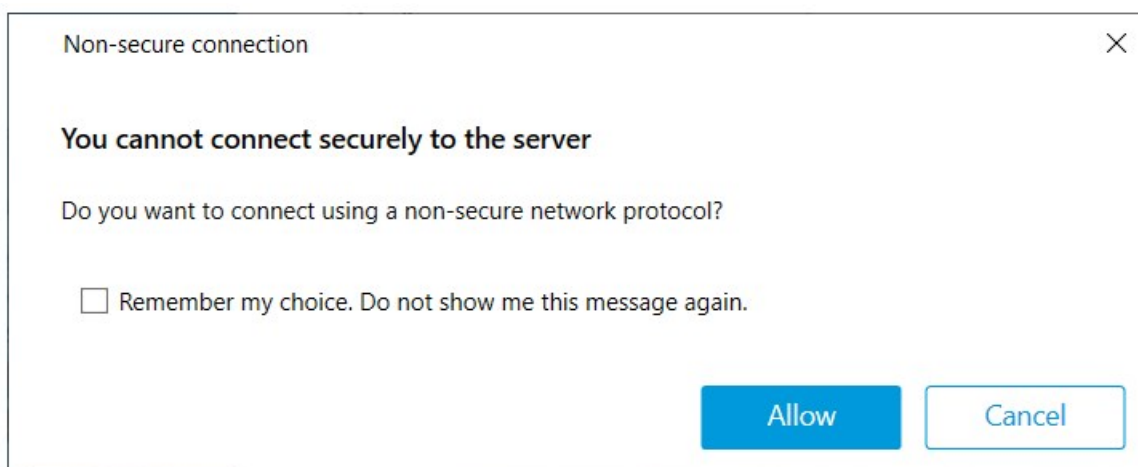 Non-secure connection
You cannot connect securely to the server
Do you want to connect using a non-secure network protocol?
Remember my choice. Do not show me this message again.
Allow
Cancel